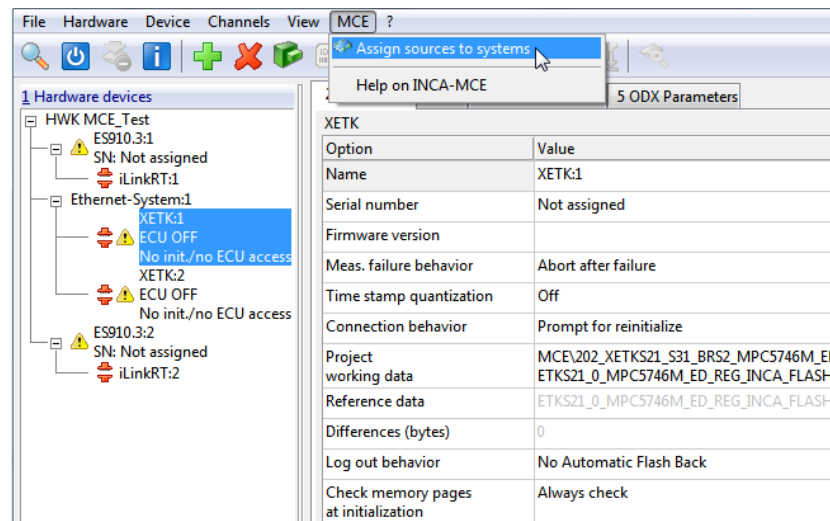 File Hardware Device Channels View MCE ?
Assign sources to systems
Help on INCA-MCE
1 Hardware devices
HWK MCE_Test
ES910.3:1
SN: Not assigned
iLinkRT:1
Ethernet-System:1
XETK:1
ECU OFF
No init./no ECU access
XETK:2
ECU OFF
No init./no ECU access
ES910.3:2
SN: Not assigned
iLinkRT:2
5 ODX Parameters
XETK
Option Value
Name XETK:1
Serial number Not assigned
Firmware version
Meas. failure behavior Abort after failure
Time stamp quantization Off
Connection behavior Prompt for reinitialize
Project MCE\202_XETKS21_S31_BRS2_MPC5746M_E
working data ETKS21_0_MPC5746M_ED_REG_INCA_FLASH
Reference data ETKS21_0_MPC5746M_ED_REG_INCA_FLASH
Differences (bytes) 0
Log out behavior No Automatic Flash Back
Check memory pages Always check
at initialization